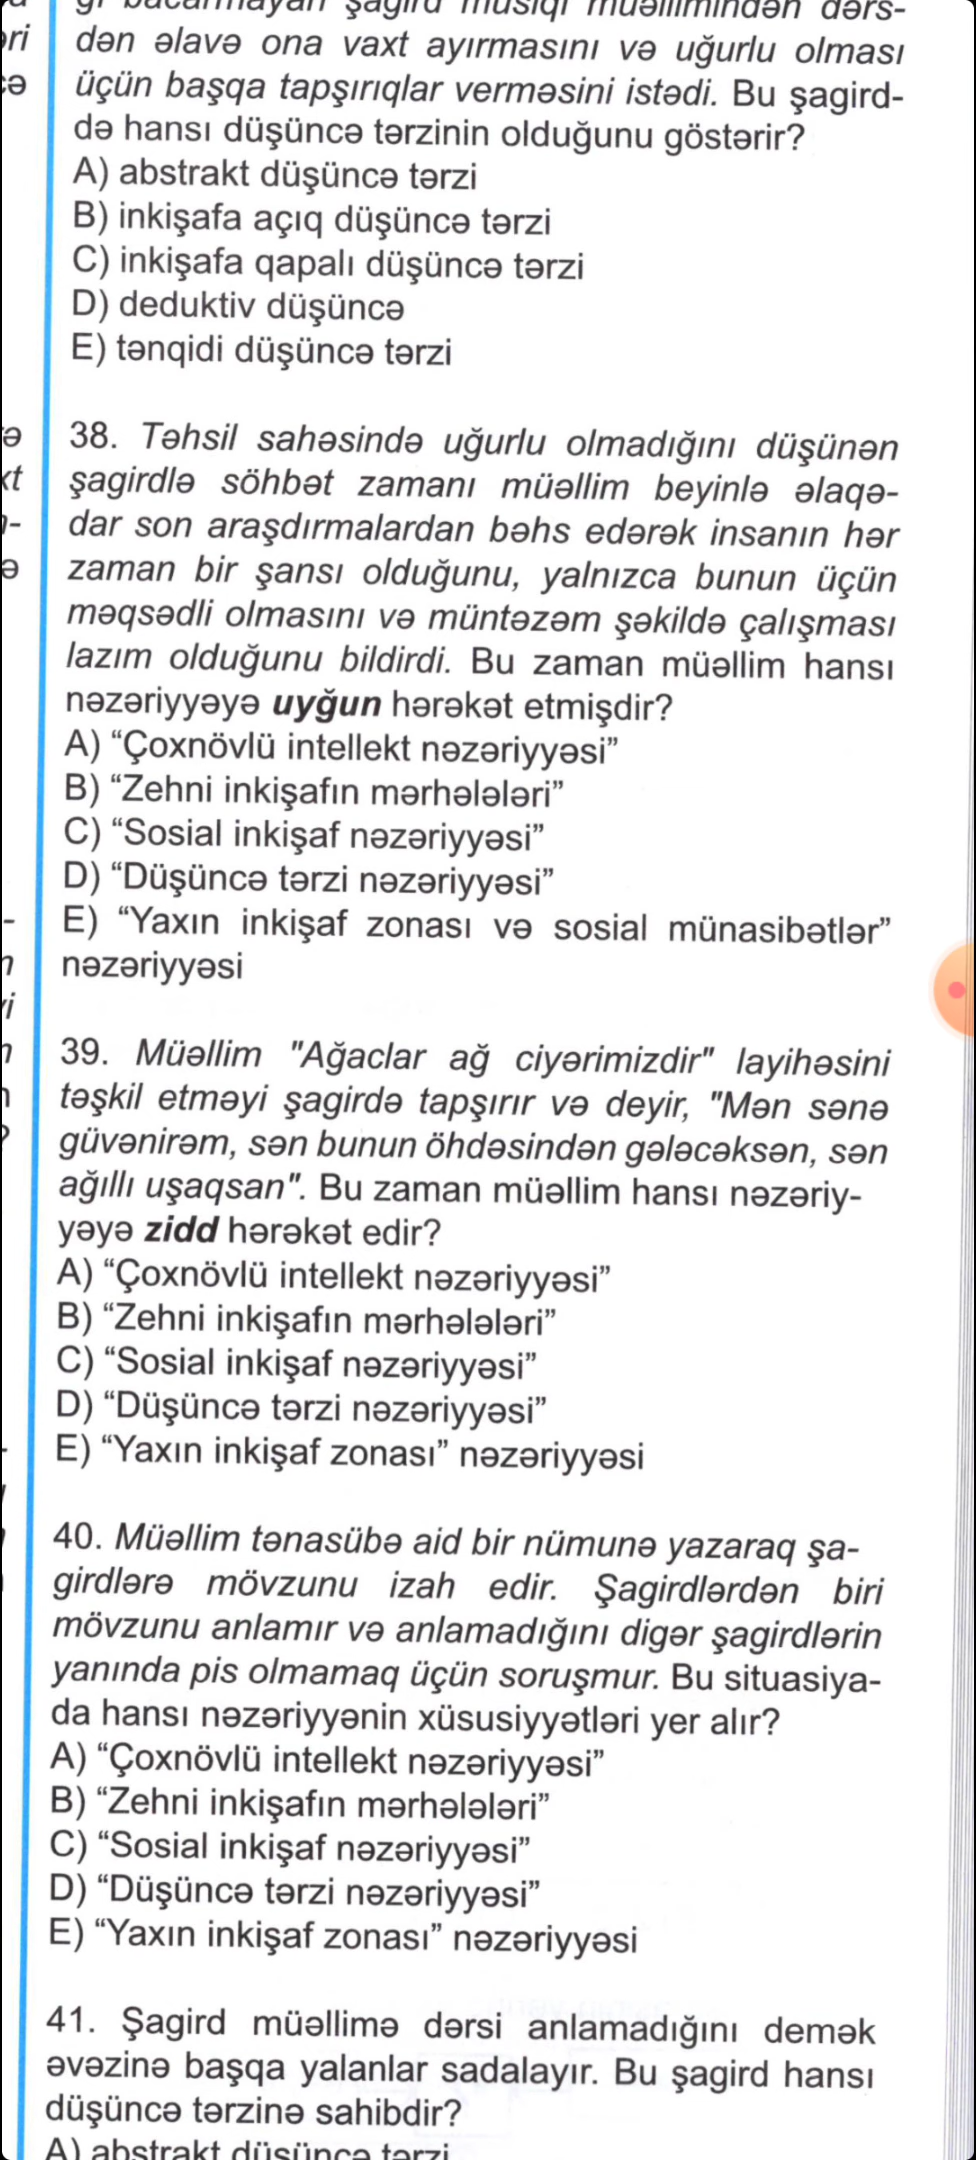 şagird musiqi müəllimindən dərs-
dən əlavə ona vaxt ayırmasını və uğurlu olması
üçün başqa tapşırıqlar verməsini istədi. Bu şagird-
də hansı düşüncə tərzinin olduğunu göstərir?
A) abstrakt düşüncə tərzi
B) inkişafa açıq düşüncə tərzi
C) inkişafa qapalı düşüncə tərzi
D) deduktiv düşüncə
E) tənqidi düşüncə tərzi
38. Təhsil sahəsində uğurlu olmadığını düşünən
şagirdlə söhbət zamanı müəllim beyinlə əlaqə-
dar son araşdırmalardan bəhs edərək insanın hər
zaman bir şansı olduğunu, yalnızca bunun üçün
məqsədli olmasını və müntəzəm şəkildə çalışması
lazım olduğunu bildirdi. Bu zaman müəllim hansı
nəzəriyyəyə uyğun hərəkət etmişdir?
A) “Çoxnövlü intellekt nəzəriyyəsi”
B) “Zehni inkişafın mərhələləri”
C) “Sosial inkişaf nəzəriyyəsi”
D) “Düşüncə tərzi nəzəriyyəsi”
E) “Yaxın inkişaf zonası və sosial münasibətlər”
nəzəriyyəsi
39. Müəllim "Ağaclar ağ ciyərimizdir" layihəsini
təşkil etməyi şagirdə tapşırır və deyir, "Mən sənə
güvənirəm, sən bunun öhdəsindən gələcəksən, sən
ağıllı uşaqsan". Bu zaman müəllim hansı nəzəriy-
yəyə zidd hərəkət edir?
A) “Çoxnövlü intellekt nəzəriyyəsi”
B) “Zehni inkişafın mərhələləri”
C) “Sosial inkişaf nəzəriyyəsi”
D) “Düşüncə tərzi nəzəriyyəsi”
E) “Yaxın inkişaf zonası” nəzəriyyəsi
40. Müəllim tənasübə aid bir nümunə yazaraq şa-
girdlərə mövzunu izah edir. Şagirdlərdən biri
mövzunu anlamır və anlamadığını digər şagirdlərin
yanında pis olmamaq üçün soruşmur. Bu situasiya-
da hansı nəzəriyyənin xüsusiyyətləri yer alır?
A) “Çoxnövlü intellekt nəzəriyyəsi”
B) “Zehni inkişafın mərhələləri”
C) “Sosial inkişaf nəzəriyyəsi”
D) “Düşüncə tərzi nəzəriyyəsi”
E) “Yaxın inkişaf zonası” nəzəriyyəsi
41. Şagird müəllimə dərsi anlamadığını demək
əvəzinə başqa yalanlar sadalayır. Bu şagird hansı
düşüncə tərzinə sahibdir?
A) abstrakt düşüncə tərzi